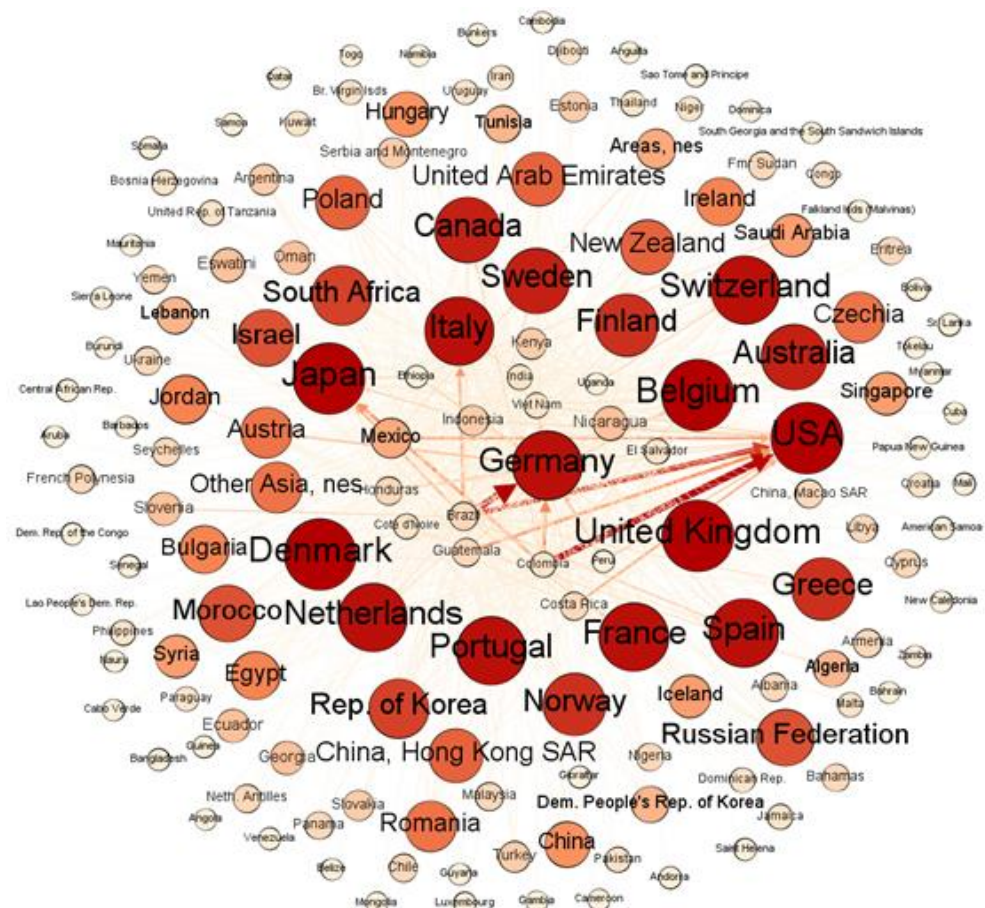 Cambodia
Bunkers
Togo
Namibia
Djibouti
Anguilla
Qatar
Iran
Sao Tome and Principe
Br. Virgin Islds
Uruguay
Hungary
Estonia
Thailand
Niger
Dominica
Samoa
Kuwait
Tunisia
South Georgia and the South Sandwich Islands
Somalia
Serbia and Montenegro
Areas, nes
Fmr Sudan
Congo
Bosnia Herzegovina
Argentina
United Arab Emirates
Poland
Ireland
United Rep. of Tanzania
Canada
Falkland Islds (Malvinas)
Mauritania
New Zealand
Saudi Arabia
Eritrea
Eswatini
Oman
Yemen
Sweden
Switzerland
Bolivia
Sierra Leone
South Africa
Lebanon
Italy
Finland
Czechia
Sri Lanka
Israel
Kenya
Burundi
Ukraine
Australia
Tokelau
Japan
Ethiopia
India
Uganda
Myanmar
Central African Rep.
Jordan
Belgium
Singapore
Viet Nam
Cuba
Barbados
Indonesia
Nicaragua
Aruba
Austria
Mexico
USA
Seychelles
El Salvador
Papua New Guinea
Germany
French Polynesia
Other Asia, nes
Honduras
China, Macao SAR
Croatia
Mali
Slovenia
Brazil
Cote d'Ivoire
Dem. Rep. of the Congo
United Kingdom
Libya
American Samoa
Bulgaria
Denmark
Guatemala
Colombia
Peru
Senegal
Cyprus
Greece
Lao People's Dem. Rep.
Costa Rica
New Caledonia
Morocco
Netherlands
Philippines
France
Spain
Portugal
Armenia
Syria
Zambia
Nauru
Egypt
Algeria
Albania
Paraguay
Iceland
Bahrain
Cabo Verde
Rep. of Korea
Norway
Malta
Ecuador
Russian Federation
Guinea
Bangladesh
Georgia
China, Hong Kong SAR
Nigeria
Gibraltar
Dominican Rep.
Bahamas
Neth. Antilles
Malaysia
Slovakia
Dem. People's Rep. of Korea
Angola
Panama
Romania
Jamaica
Venezuela
China
Saint Helena
Turkey
Pakistan
Belize
Chile
Guyana
Andorra
Mongolia
Luxembourg
Gambia
Cameroon